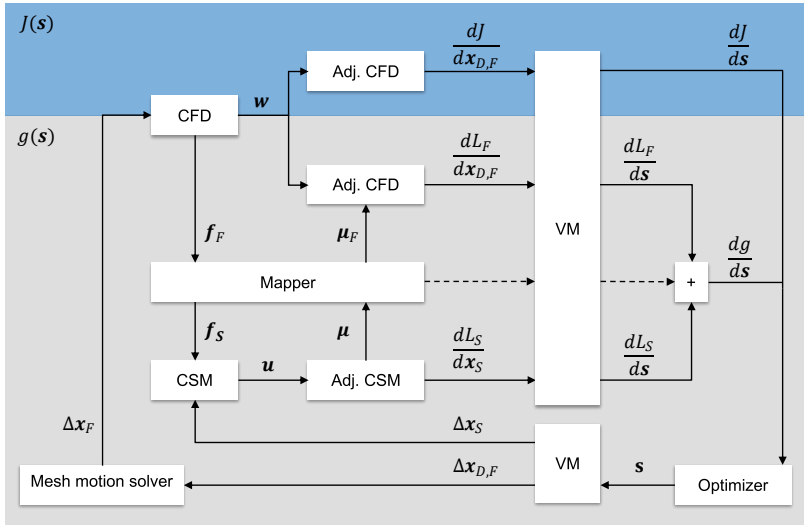 J(s)
dJ
dx_{D,F}
dJ
ds
Adj. CFD
w
CFD
g(s)
dL_F
dx_{D,F}
dL_F
ds
Adj. CFD
f_F
μ_F
VM
dg
ds
Mapper
+
f_S
μ
dL_S
dx_S
dL_S
ds
CSM
u
Adj. CSM
Δx_F
Δx_S
VM
Mesh motion solver
Δx_{D,F}
s
Optimizer